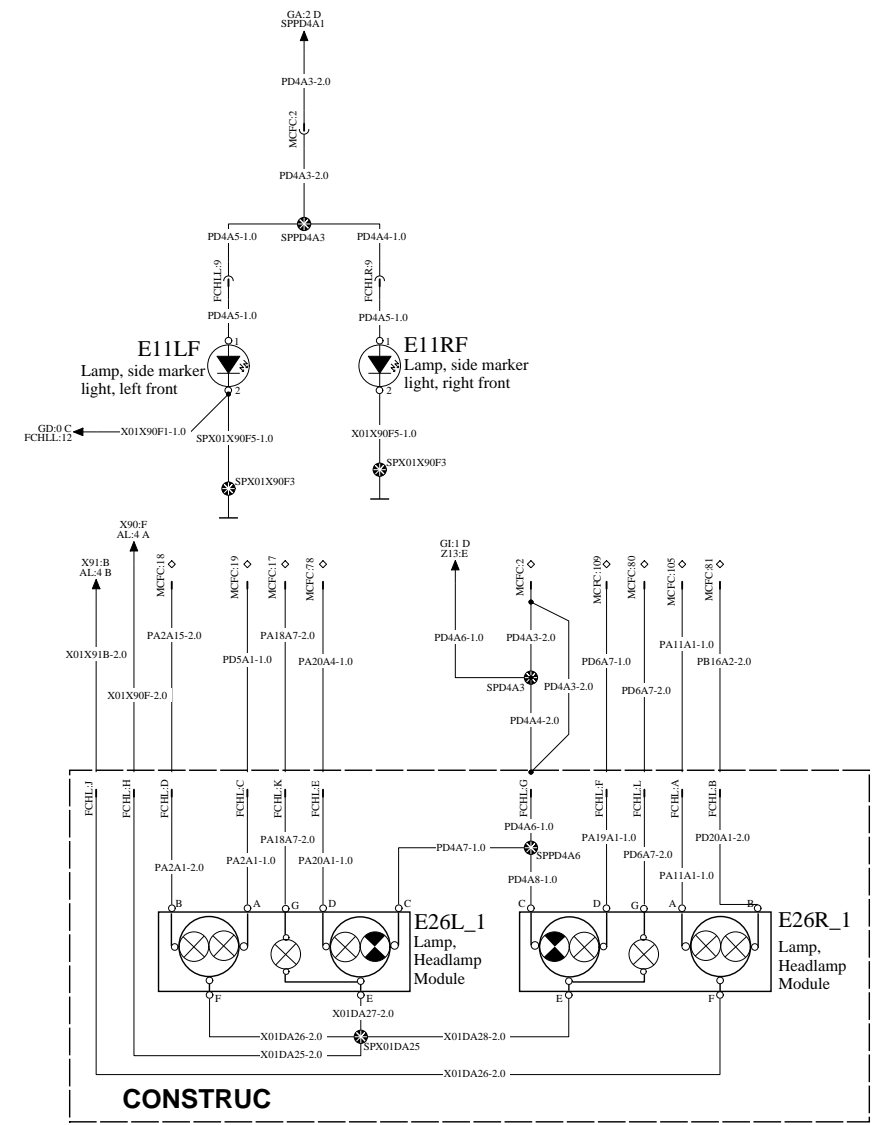 GA:2 D
SPPD4A1
PD4A3-2.0
MCFC:2
PD4A3-2.0
PD4A5-1.0
SPPD4A3
PD4A4-1.0
FCHLL:9
FCHLR:9
PD4A5-1.0
PD4A5-1.0
1
1
E11LF
Lamp, side marker
light, left front
E11RF
Lamp, side marker
light, right front
2
2
GD:0 C
FCHLL:12
X01X90F1-1.0
SPX01X90F5-1.0
X01X90F5-1.0
SPX01X90F3
SPX01X90F3
X90:F
AL:4 A
X91:B
AL:4 B
GI:1 D
Z13:E
MCFC:18
MCFC:19
MCFC:17
MCFC:78
MCFC:2
MCFC:109
MCFC:80
MCFC:105
MCFC:81
PA2A15-2.0
PA18A7-2.0
PD4A6-1.0
PD4A3-2.0
PA11A1-1.0
X01X91B-2.0
PD5A1-1.0
PA20A4-1.0
PD6A7-1.0
PB16A2-2.0
X01X90F-2.0
SPD4A3
PD4A3-2.0
PD6A7-2.0
PD4A4-2.0
FCHL:J
FCHL:H
FCHL:D
FCHL:C
FCHL:K
FCHL:E
FCHL:G
FCHL:F
FCHL:L
FCHL:A
FCHL:B
PD4A6-1.0
PA18A7-2.0
PD4A7-1.0
PA19A1-1.0
PD20A1-2.0
SPPD4A6
PA2A1-2.0
PA2A1-1.0
PA20A1-1.0
PD6A7-2.0
PD4A8-1.0
PA11A1-1.0
B
A
G
D
C
C
D
G
A
B
E26L_1
Lamp,
Headlamp
Module
E26R_1
Lamp,
Headlamp
Module
F
E
E
F
X01DA27-2.0
X01DA26-2.0
X01DA28-2.0
SPX01DA25
X01DA25-2.0
X01DA26-2.0
CONSTRUC